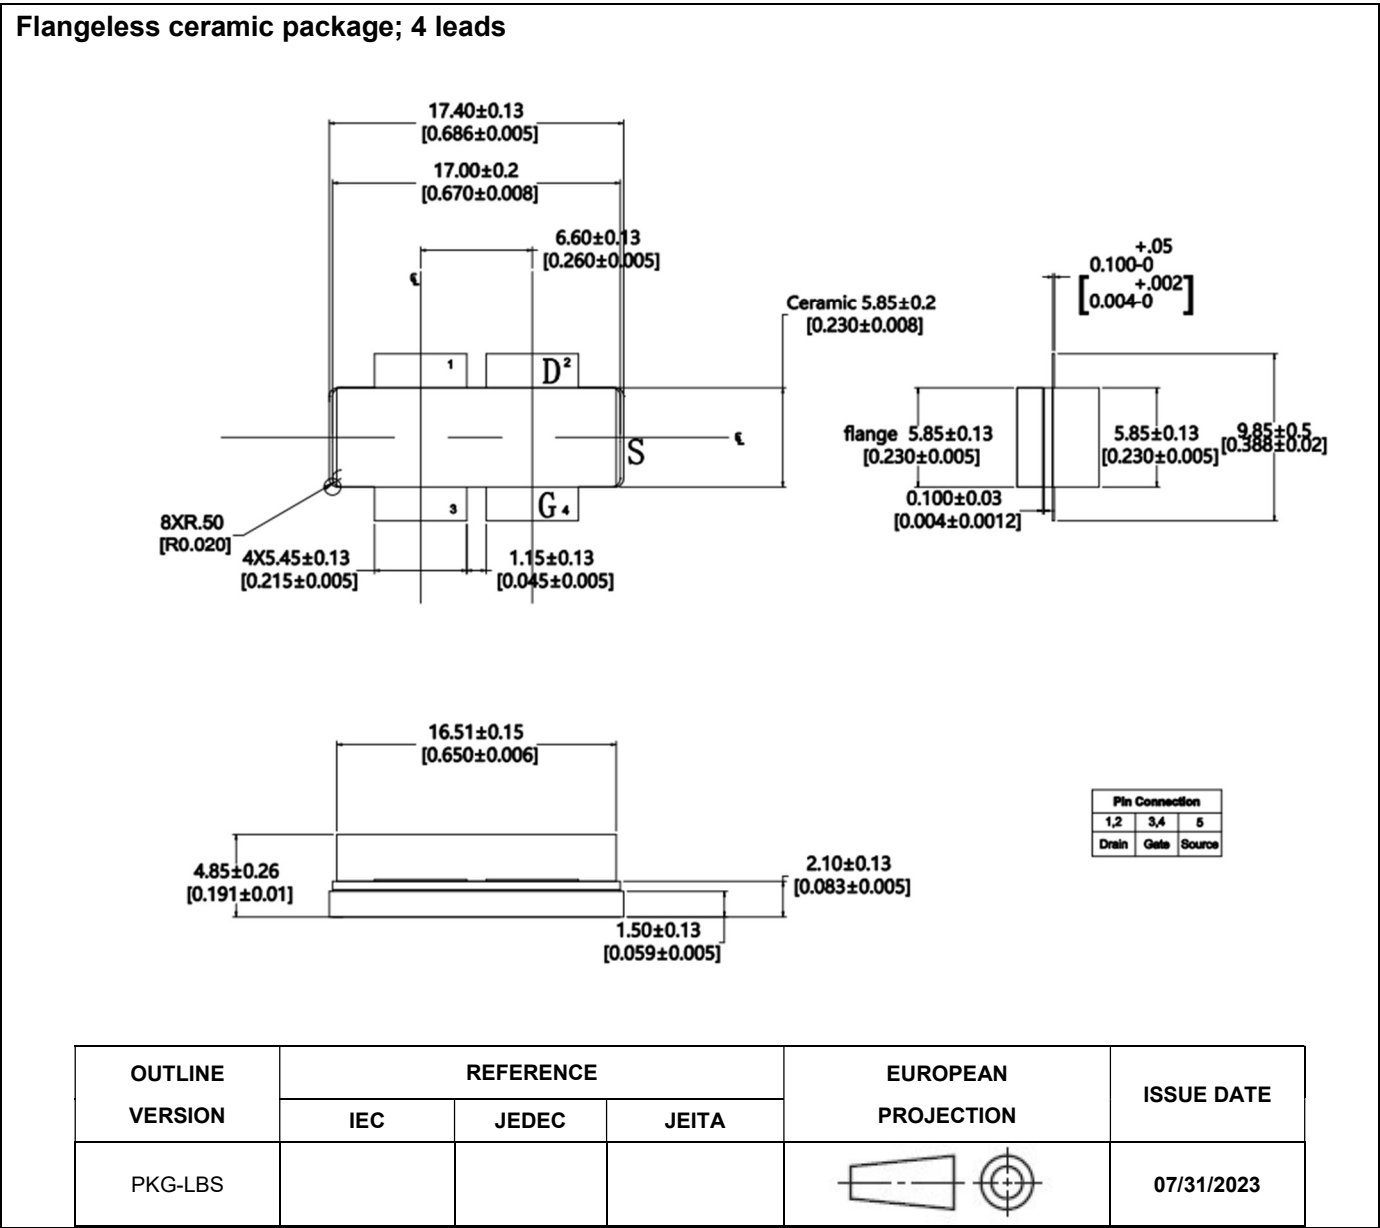 Flangeless ceramic package; 4 leads
17.40±0.13
[0.686±0.005]
17.00±0.2
[0.670±0.008]
6.60±0.13
[0.260±0.005]
℄
Ceramic 5.85±0.2
[0.230±0.008]
1
D
2
℄
S
3
G
4
8XR.50
[R0.020]
4X5.45±0.13
[0.215±0.005]
1.15±0.13
[0.045±0.005]
+.05
0.100-0
+.002
[0.004-0]
flange 5.85±0.13
[0.230±0.005]
5.85±0.13
[0.230±0.005]
9.85±0.5
[0.388±0.02]
0.100±0.03
[0.004±0.0012]
16.51±0.15
[0.650±0.006]
4.85±0.26
[0.191±0.01]
2.10±0.13
[0.083±0.005]
1.50±0.13
[0.059±0.005]
Pin Connection
1,2 3,4 5
Drain Gate Source
OUTLINE VERSION
REFERENCE
EUROPEAN PROJECTION
ISSUE DATE
IEC JEDEC JEITA
PKG-LBS
07/31/2023